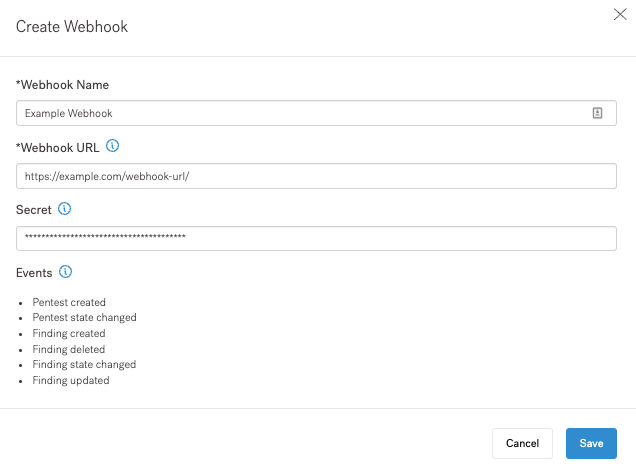 Create Webhook
*Webhook Name
Example Webhook
*Webhook URL
https://example.com/webhook-url/
Secret
***************************************
Events
• Pentest created
• Pentest state changed
• Finding created
• Finding deleted
• Finding state changed
• Finding updated
Cancel Save